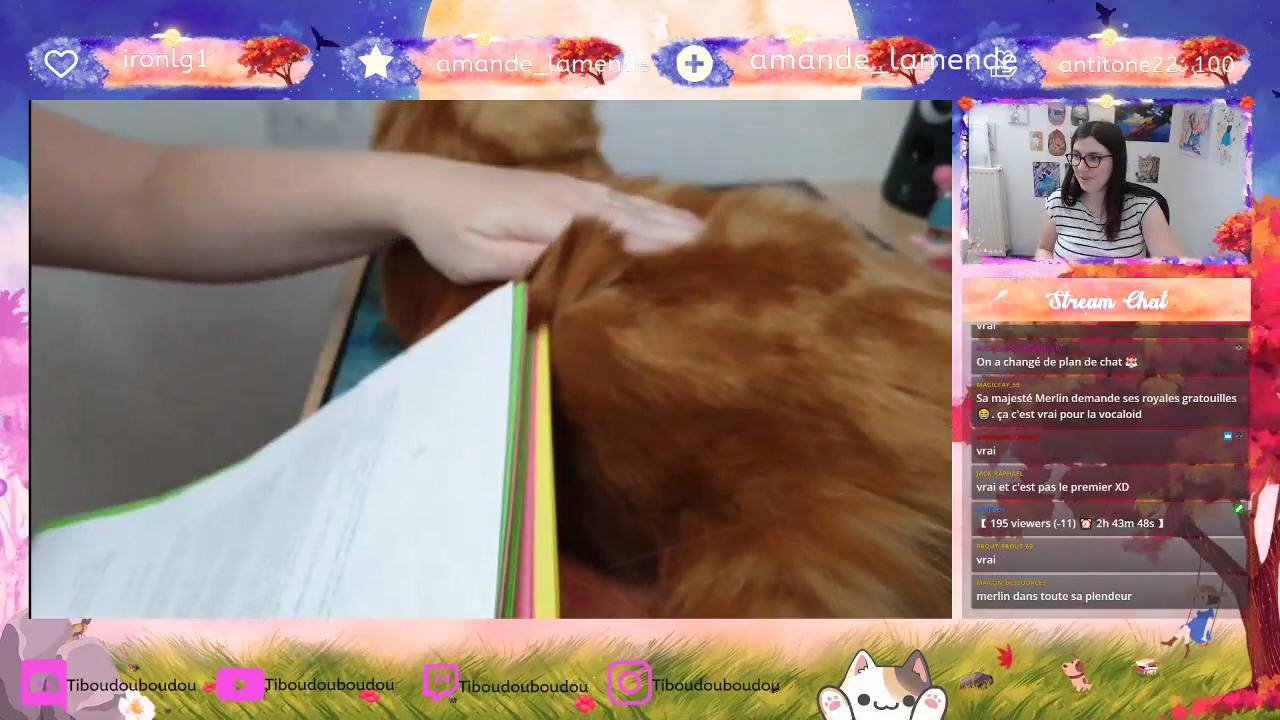 ironlg1
amande_lamende
amande_lamende
antitone22: 100
Stream Chat
vrai
On a changé de plan de chat
MAGICFAY_59
Sa majesté Merlin demande ses royales gratouilles
😅. ça c'est vrai pour la vocaloid
vrai
JACK_RAPHAEL
vrai et c'est pas le premier XD
【 195 viewers (-11) ⏰ 2h 43m 48s 】
PROUT_PROUT_69
vrai
MANON_DESSOURCES
merlin dans toute sa plendeur
Tiboudouboudou
Tiboudouboudou
Tiboudouboudou
Tiboudouboudou